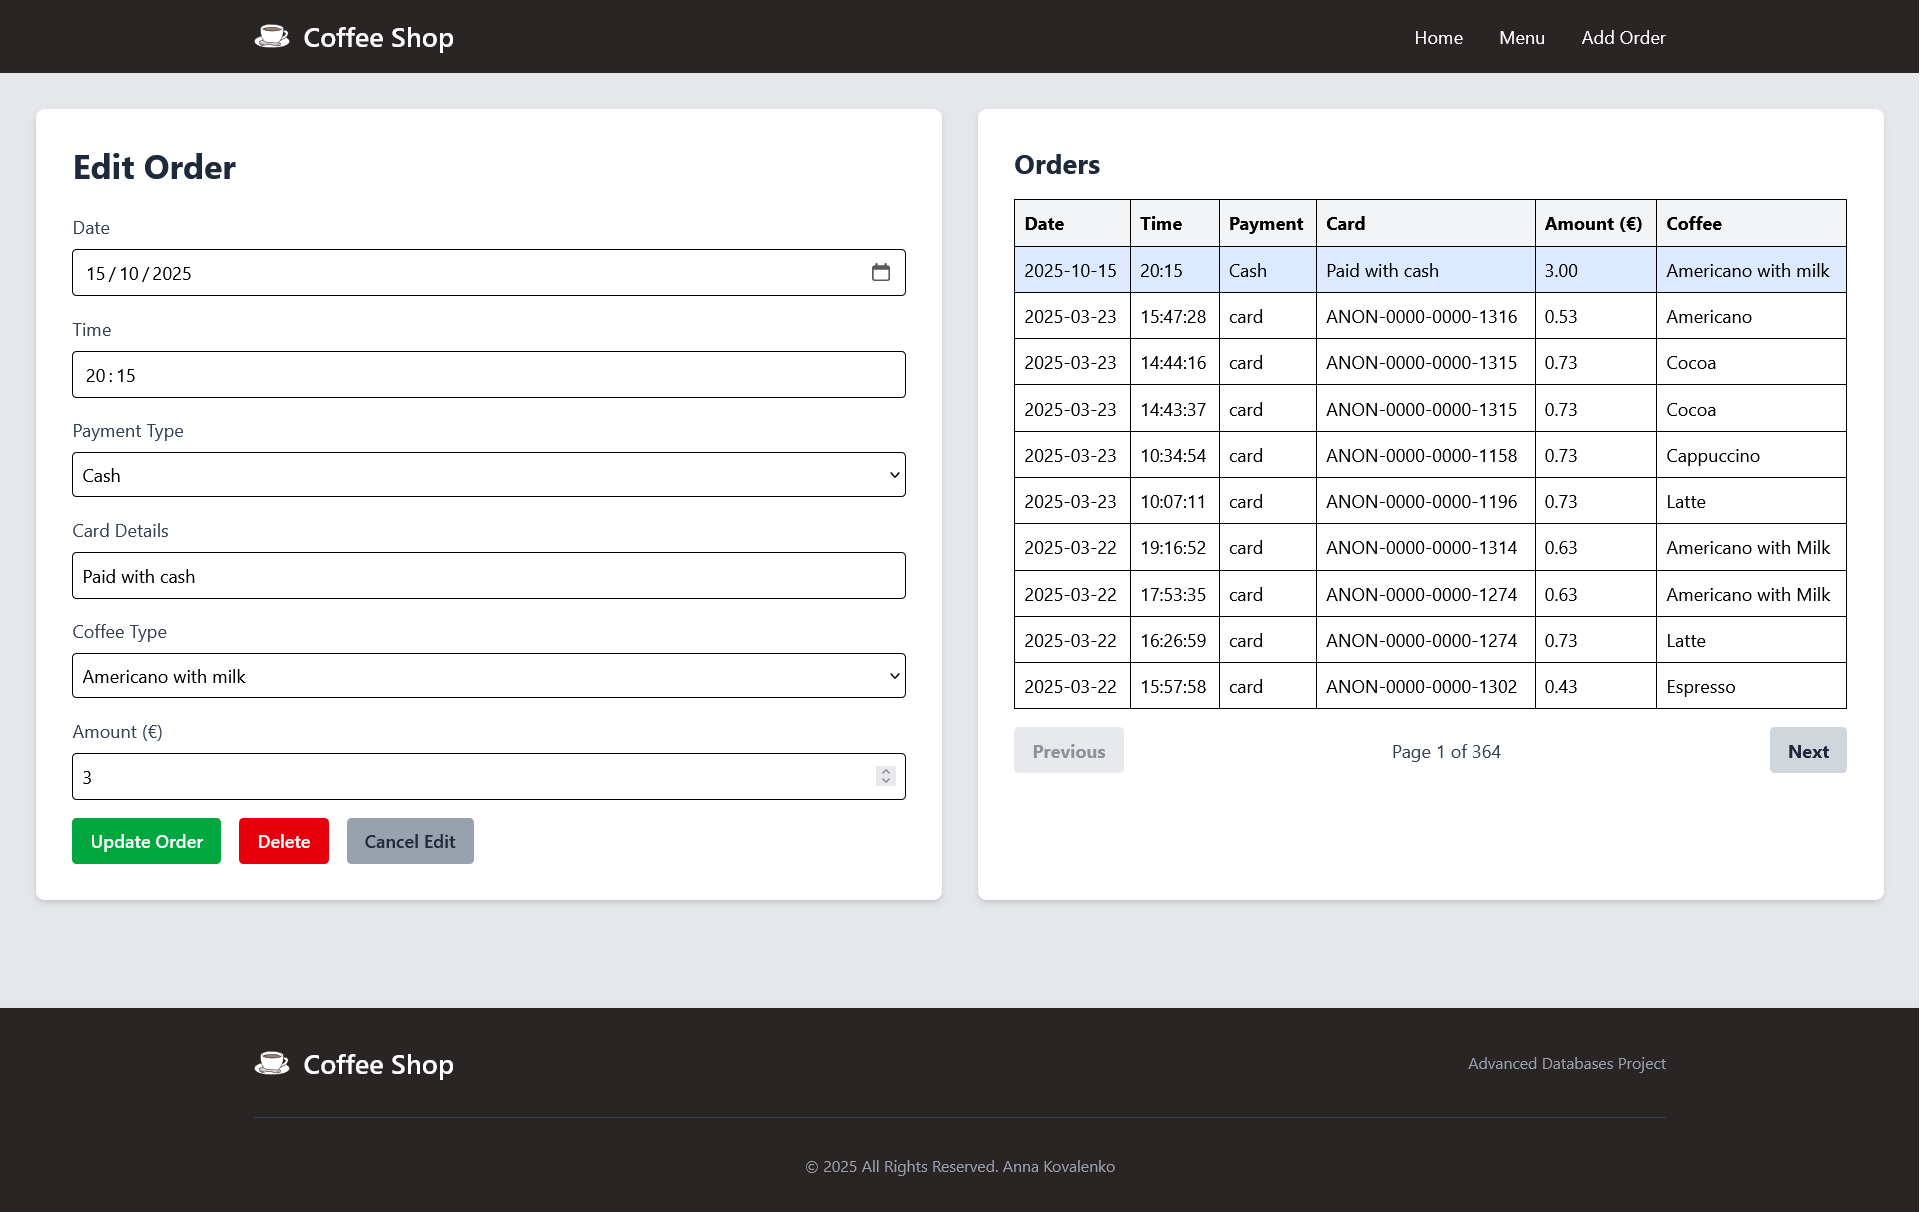 Coffee Shop
Home Menu Add Order
Edit Order
Date
15/10/2025
Time
20:15
Payment Type
Cash
Card Details
Paid with cash
Coffee Type
Americano with milk
Amount (€)
3
Update Order Delete Cancel Edit
Orders
Date Time Payment Card Amount (€) Coffee
2025-10-15 20:15 Cash Paid with cash 3.00 Americano with milk
2025-03-23 15:47:28 card ANON-0000-0000-1316 0.53 Americano
2025-03-23 14:44:16 card ANON-0000-0000-1315 0.73 Cocoa
2025-03-23 14:43:37 card ANON-0000-0000-1315 0.73 Cocoa
2025-03-23 10:34:54 card ANON-0000-0000-1158 0.73 Cappuccino
2025-03-23 10:07:11 card ANON-0000-0000-1196 0.73 Latte
2025-03-22 19:16:52 card ANON-0000-0000-1314 0.63 Americano with Milk
2025-03-22 17:53:35 card ANON-0000-0000-1274 0.63 Americano with Milk
2025-03-22 16:26:59 card ANON-0000-0000-1274 0.73 Latte
2025-03-22 15:57:58 card ANON-0000-0000-1302 0.43 Espresso
Previous Page 1 of 364 Next
Coffee Shop
Advanced Databases Project
© 2025 All Rights Reserved. Anna Kovalenko